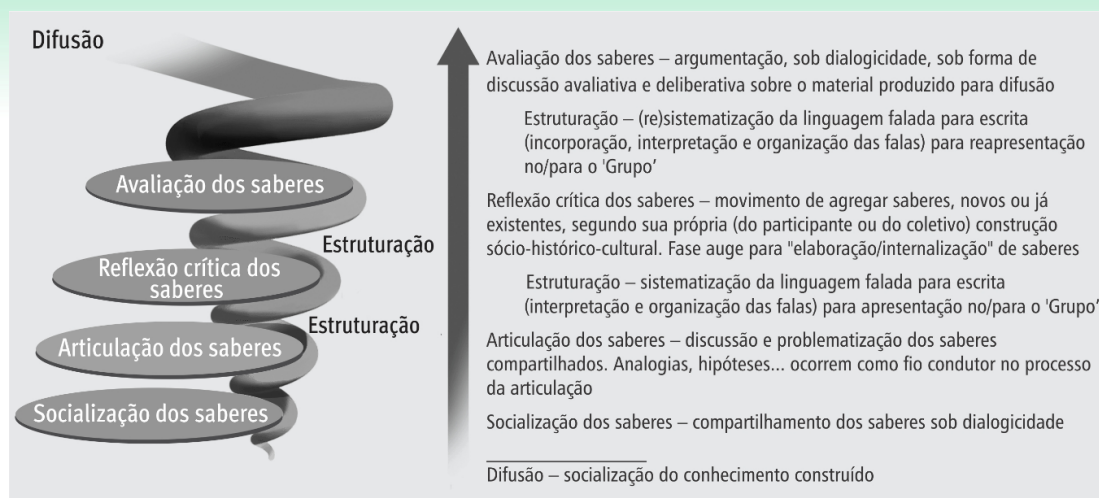 Difusão
Avaliação dos saberes
Estruturação
Reflexão crítica dos
saberes
Estruturação
Articulação dos saberes
Socialização dos saberes
Avaliação dos saberes – argumentação, sob dialogicidade, sob forma de
discussão avaliativa e deliberativa sobre o material produzido para difusão
Estruturação – (re)sistematização da linguagem falada para escrita
(incorporação, interpretação e organização das falas) para reapresentação
no/para o 'Grupo’
Reflexão crítica dos saberes – movimento de agregar saberes, novos ou já
existentes, segundo sua própria (do participante ou do coletivo) construção
sócio-histórico-cultural. Fase auge para "elaboração/internalização" de saberes
Estruturação – sistematização da linguagem falada para escrita
(interpretação e organização das falas) para apresentação no/para o 'Grupo’
Articulação dos saberes – discussão e problematização dos saberes
compartilhados. Analogias, hipóteses... ocorrem como fio condutor no processo
da articulação
Socialização dos saberes – compartilhamento dos saberes sob dialogicidade
Difusão – socialização do conhecimento construído